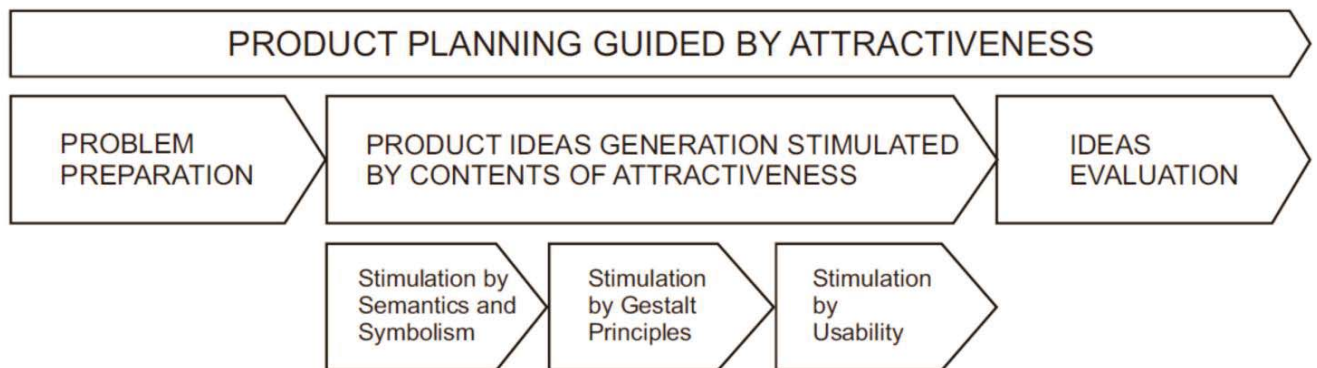 PRODUCT PLANNING GUIDED BY ATTRACTIVENESS
PROBLEM
PREPARATION
PRODUCT IDEAS GENERATION STIMULATED
BY CONTENTS OF ATTRACTIVENESS
IDEAS
EVALUATION
Stimulation by
Semantics and
Symbolism
Stimulation
by Gestalt
Principles
Stimulation
by
Usability